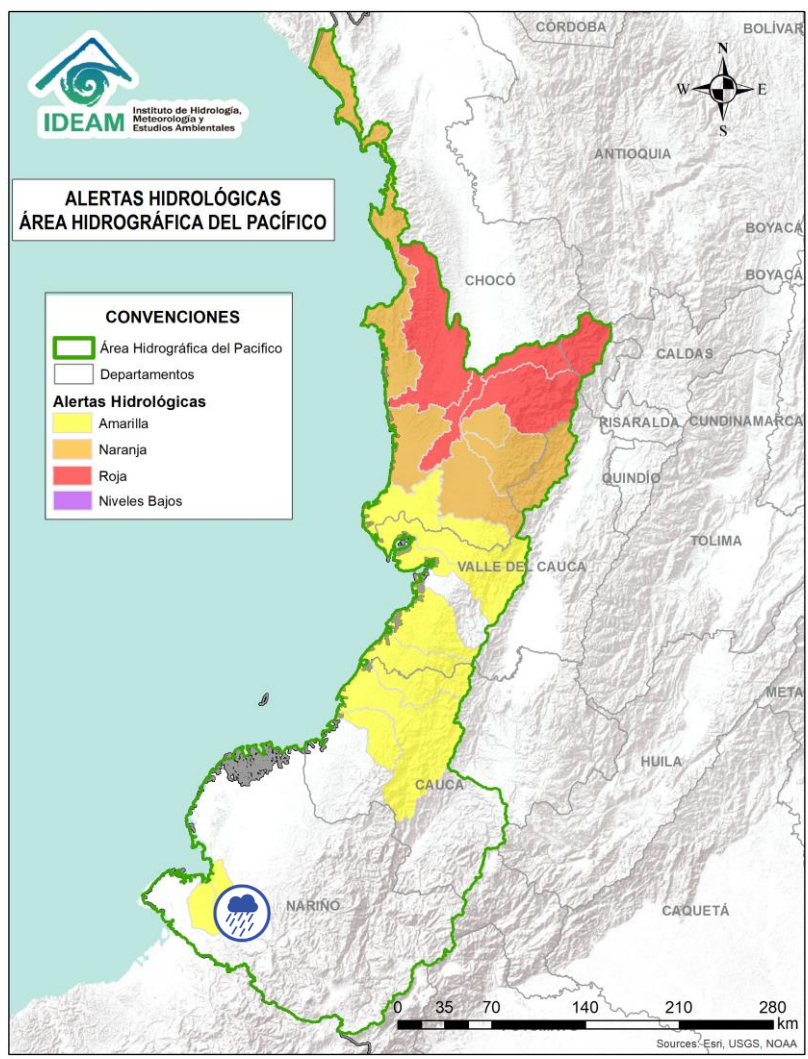 CÓRDOBA
BOLÍVAR
IDEAM
Instituto de Hidrología,
Meteorología y
Estudios Ambientales
N
W
E
S
ANTIOQUIA
ALERTAS HIDROLÓGICAS
ÁREA HIDROGRÁFICA DEL PACÍFICO
BOYACÁ
BOYACÁ
CHOCÓ
CONVENCIONES
Área Hidrográfica del Pacifico
Departamentos
Alertas Hidrológicas
Amarilla
Naranja
Roja
Niveles Bajos
CALDAS
RISARALDA
CUNDINAMARCA
QUINDÍO
TOLIMA
VALLE DEL CAUCA
META
HUILA
CAUCA
NARIÑO
CAQUETÁ
0 35 70 140 210 280
km
Sources: Esri, USGS, NOAA